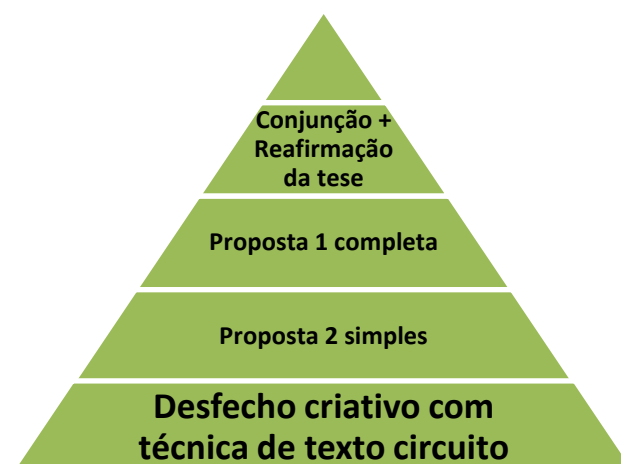 Conjunção +
Reafirmação
da tese
Proposta 1 completa
Proposta 2 simples
Desfecho criativo com
técnica de texto circuito